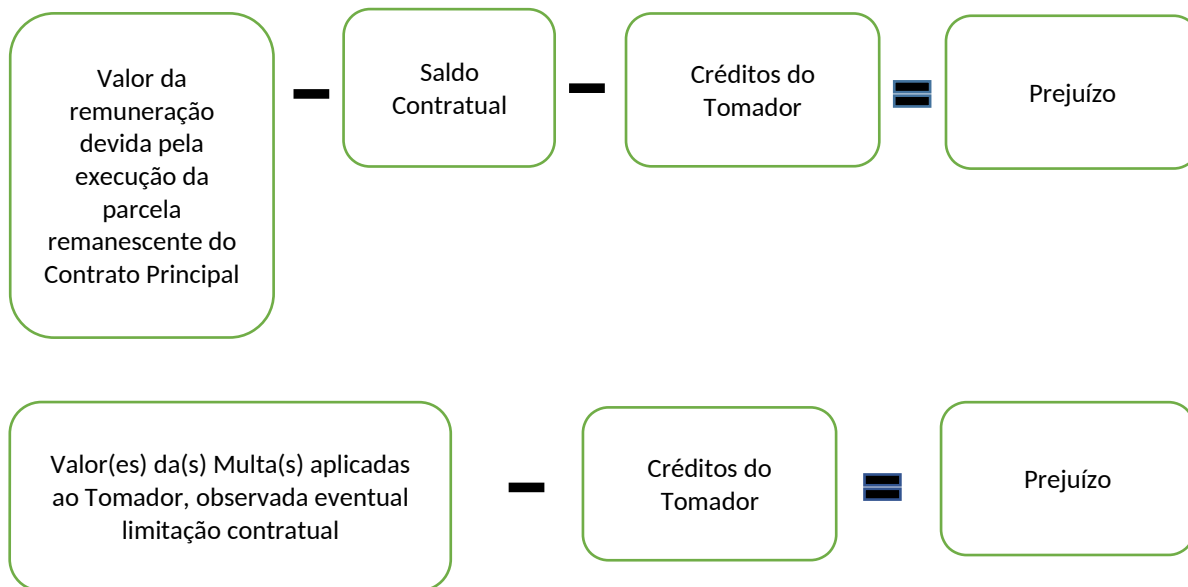 Valor da
remuneração
devida pela
execução da
parcela
remanescente do
Contrato Principal
Saldo
Contratual
Créditos do
Tomador
Prejuízo
Valor(es) da(s) Multa(s) aplicadas
ao Tomador, observada eventual
limitação contratual
Créditos do
Tomador
Prejuízo